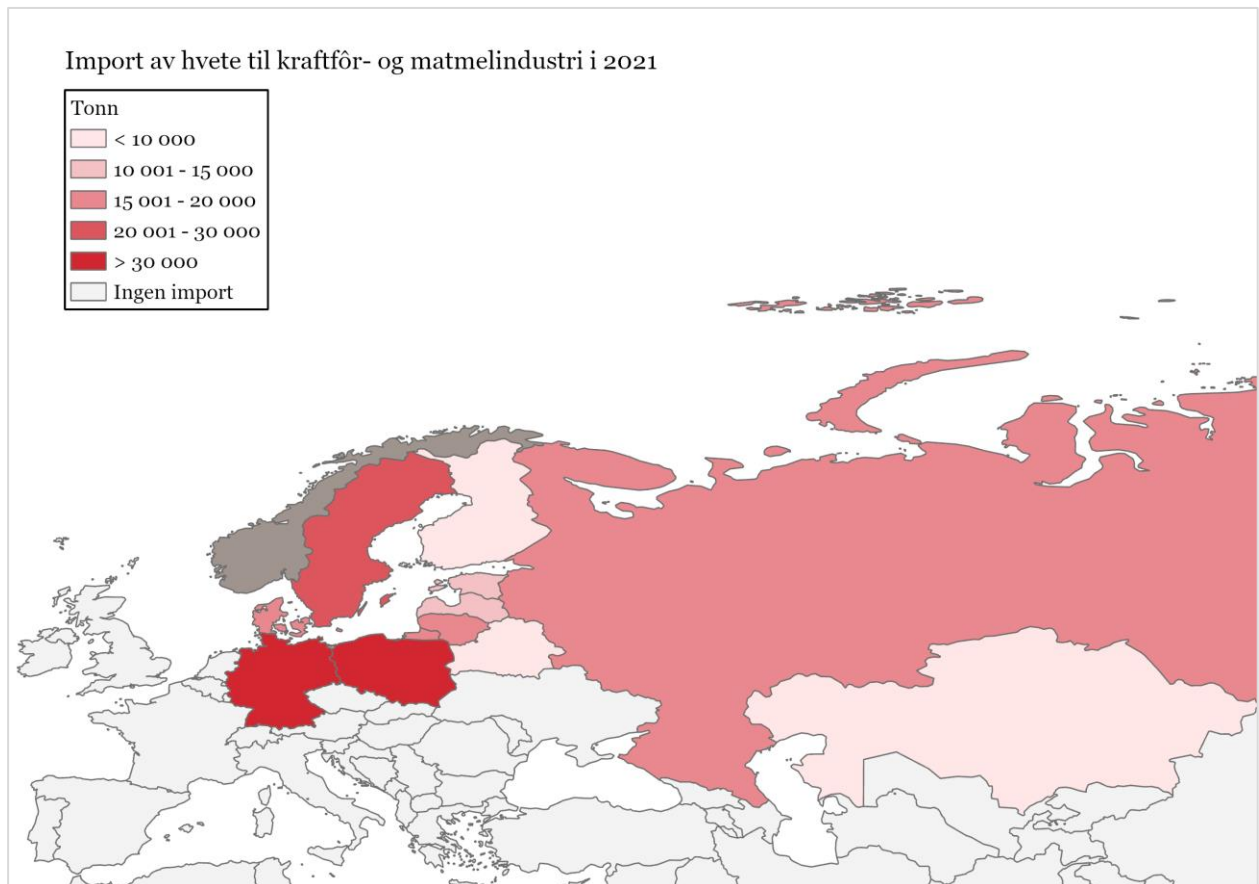 Import av hvete til kraftfôr- og matmelindustri i 2021
Tonn
< 10 000
10 001 - 15 000
15 001 - 20 000
20 001 - 30 000
> 30 000
Ingen import